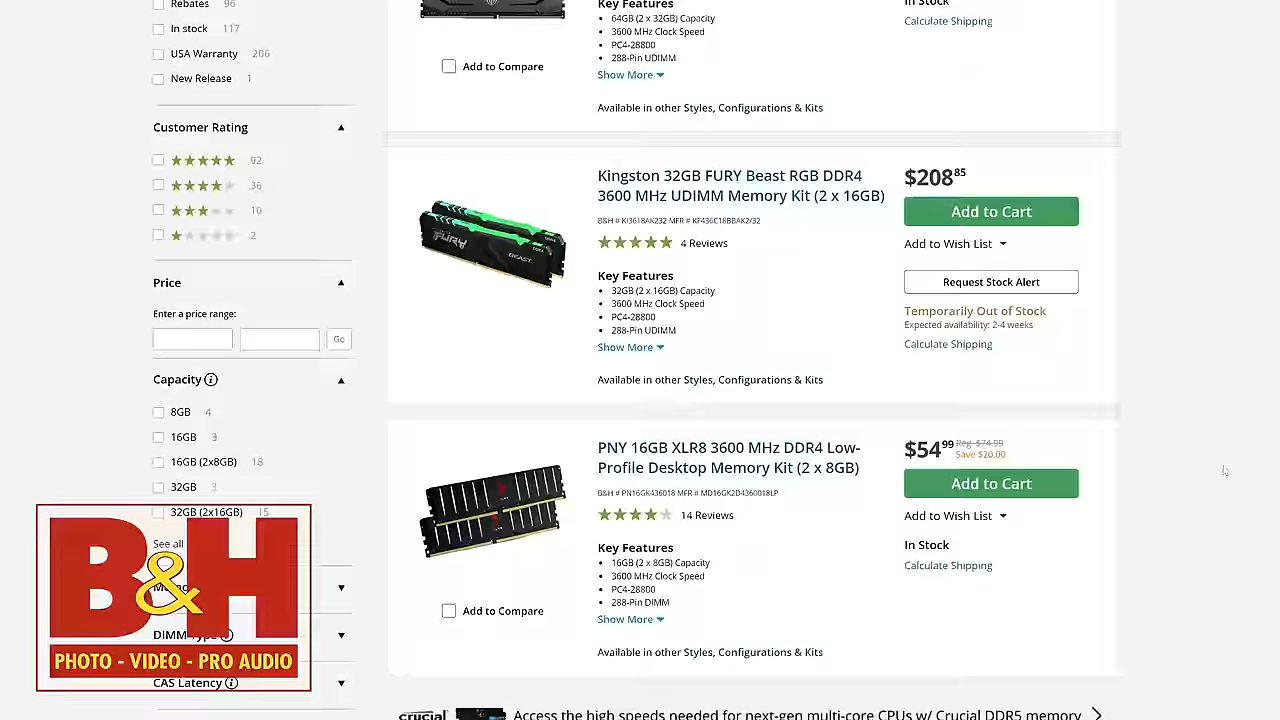 Rebates 96
In stock 117
USA Warranty 206
New Release 1
Customer Rating
92
36
10
2
Price
Enter a price range:
Go
Capacity
8GB 4
16GB 3
16GB (2x8GB) 18
32GB 3
32GB (2x16GB) 15
See all
DIMM Type
CAS Latency
B&H
PHOTO - VIDEO - PRO AUDIO
Key Features
64GB (2 x 32GB) Capacity
3600 MHz Clock Speed
PC4-28800
288-Pin UDIMM
Show More
Add to Compare
Available in other Styles, Configurations & Kits
In Stock
Calculate Shipping
FURY
BEAST
Kingston 32GB FURY Beast RGB DDR4
3600 MHz UDIMM Memory Kit (2 x 16GB)
B&H # KI3618AK232 MFR # KF436C18BBAK2/32
4 Reviews
Key Features
32GB (2 x 16GB) Capacity
3600 MHz Clock Speed
PC4-28800
288-Pin UDIMM
Show More
Available in other Styles, Configurations & Kits
$208 85
Add to Cart
Add to Wish List
Request Stock Alert
Temporarily Out of Stock
Expected availability: 2-4 weeks
Calculate Shipping
PNY 16GB XLR8 3600 MHz DDR4 Low-
Profile Desktop Memory Kit (2 x 8GB)
B&H # PN16GK436018 MFR # MD16GK2D4360018LP
14 Reviews
Key Features
16GB (2 x 8GB) Capacity
3600 MHz Clock Speed
PC4-28800
288-Pin DIMM
Show More
Add to Compare
Available in other Styles, Configurations & Kits
$54 99 Reg. $74.99
Save $20.00
Add to Cart
Add to Wish List
In Stock
Calculate Shipping
crucial Access the high speeds needed for next-gen multi-core CPUs w/ Crucial DDR5 memory